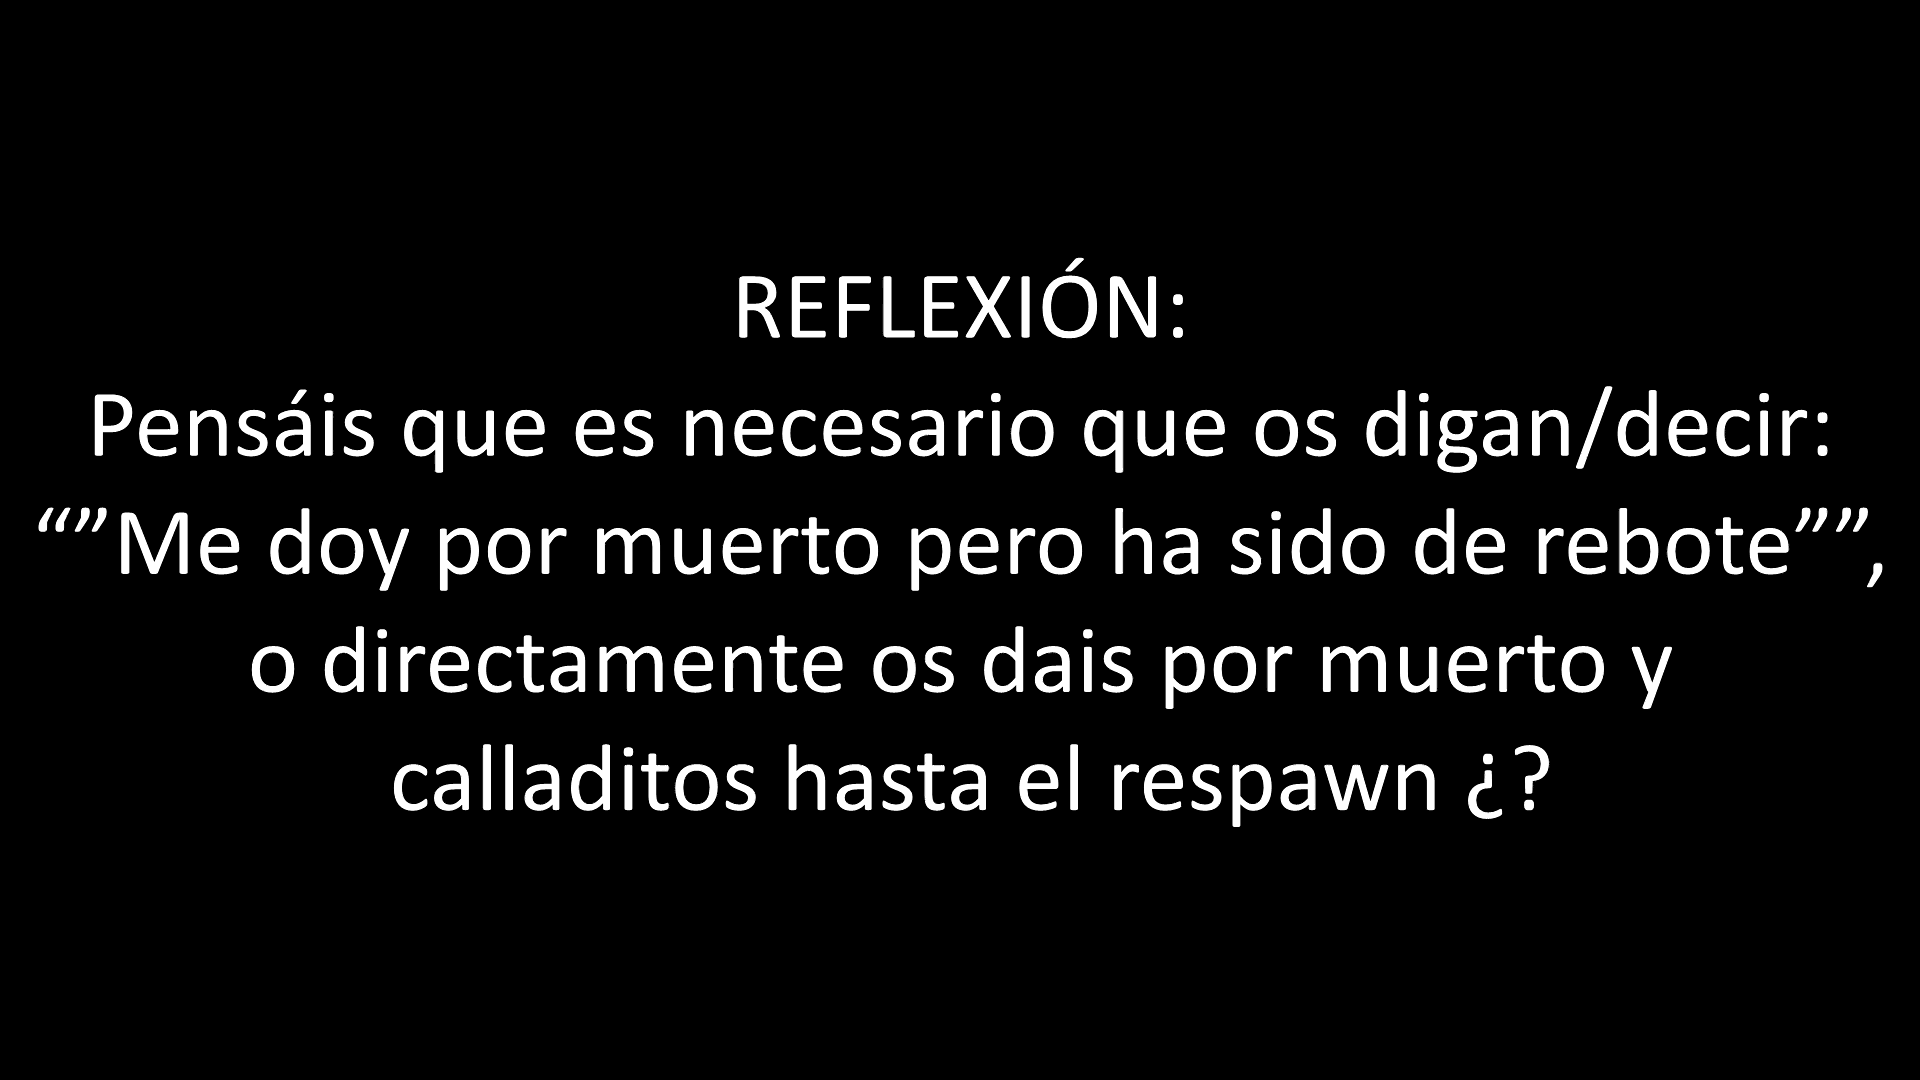 REFLEXIÓN:
Pensáis que es necesario que os digan/decir:
“”Me doy por muerto pero ha sido de rebote””,
o directamente os dais por muerto y
calladitos hasta el respawn ¿?